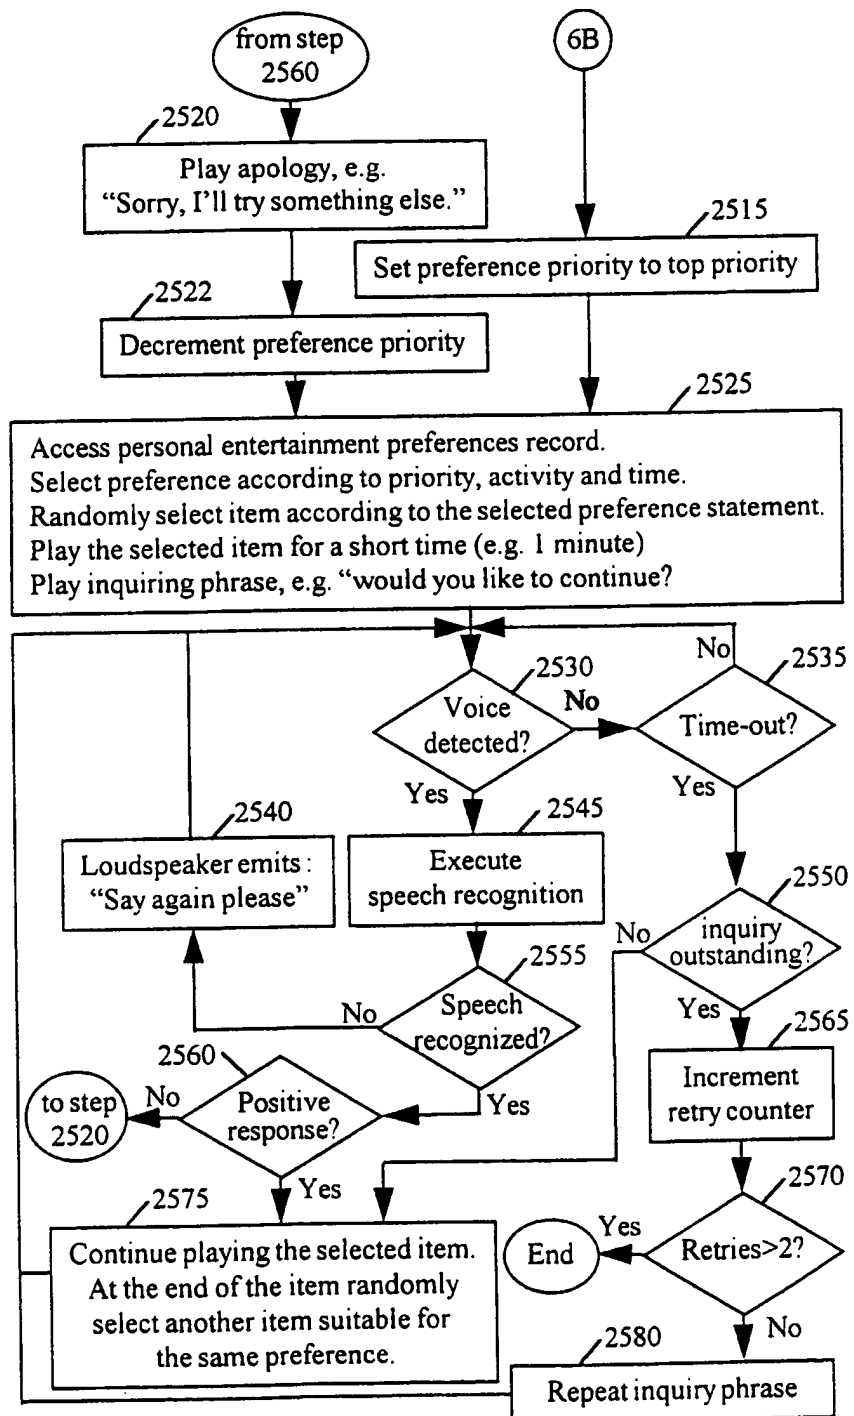 from step
2560
6B
2520
Play apology, e.g.
“Sorry, I’ll try something else.”
2515
Set preference priority to top priority
2522
Decrement preference priority
2525
Access personal entertainment preferences record.
Select preference according to priority, activity and time.
Randomly select item according to the selected preference statement.
Play the selected item for a short time (e.g. 1 minute)
Play inquiring phrase, e.g. “would you like to continue?
2530
Voice
detected?
No
No
2535
Time-out?
Yes
Yes
2540
Loudspeaker emits :
“Say again please”
2545
Execute
speech recognition
2550
inquiry
outstanding?
No
Yes
2555
Speech
recognized?
No
Yes
2560
Positive
response?
No
to step
2520
Yes
2565
Increment
retry counter
2570
Retries>2?
Yes
End
No
2575
Continue playing the selected item.
At the end of the item randomly
select another item suitable for
the same preference.
2580
Repeat inquiry phrase